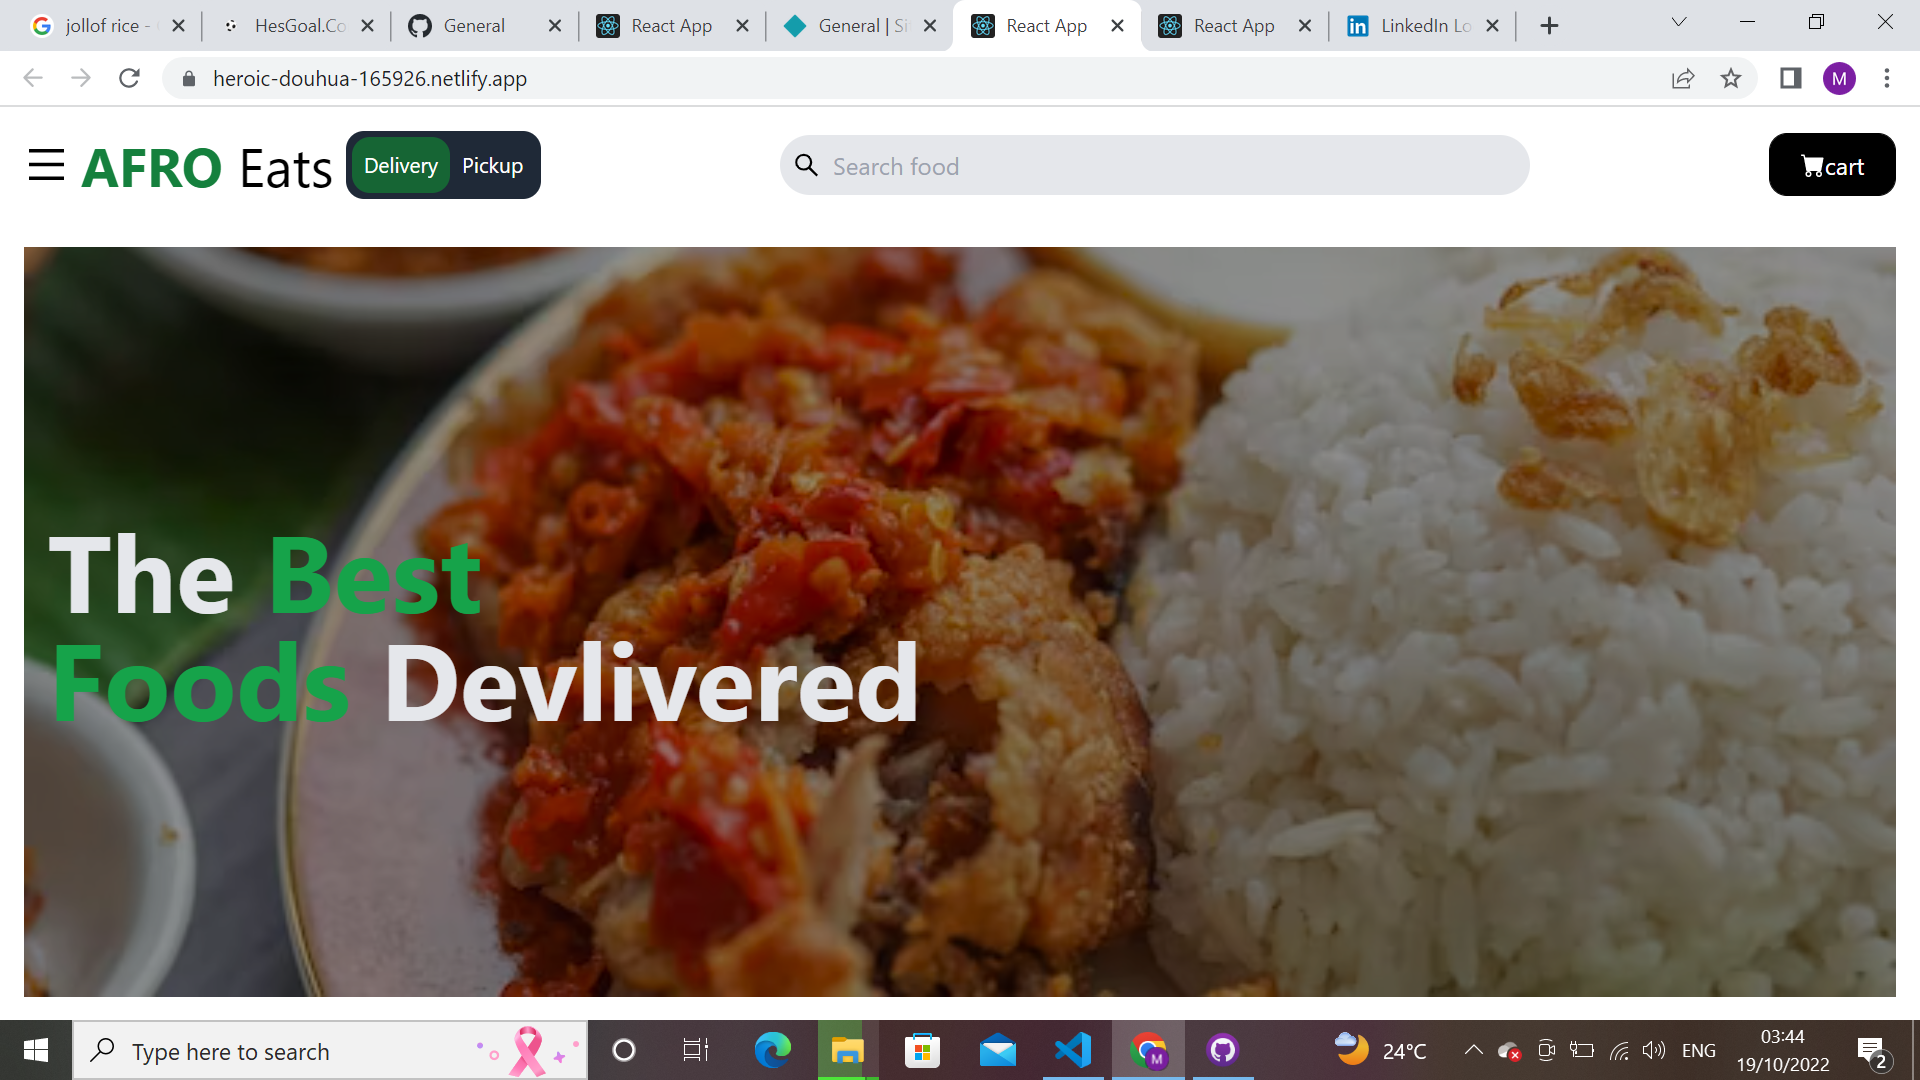 jollof rice -
HesGoal.Co
General
React App
General | Si
React App
React App
LinkedIn Lo
heroic-douhua-165926.netlify.app
M
AFRO Eats
Delivery Pickup
Search food
cart
The Best
Foods Devlivered
Type here to search
M
24°C
ENG
03:44
19/10/2022
2